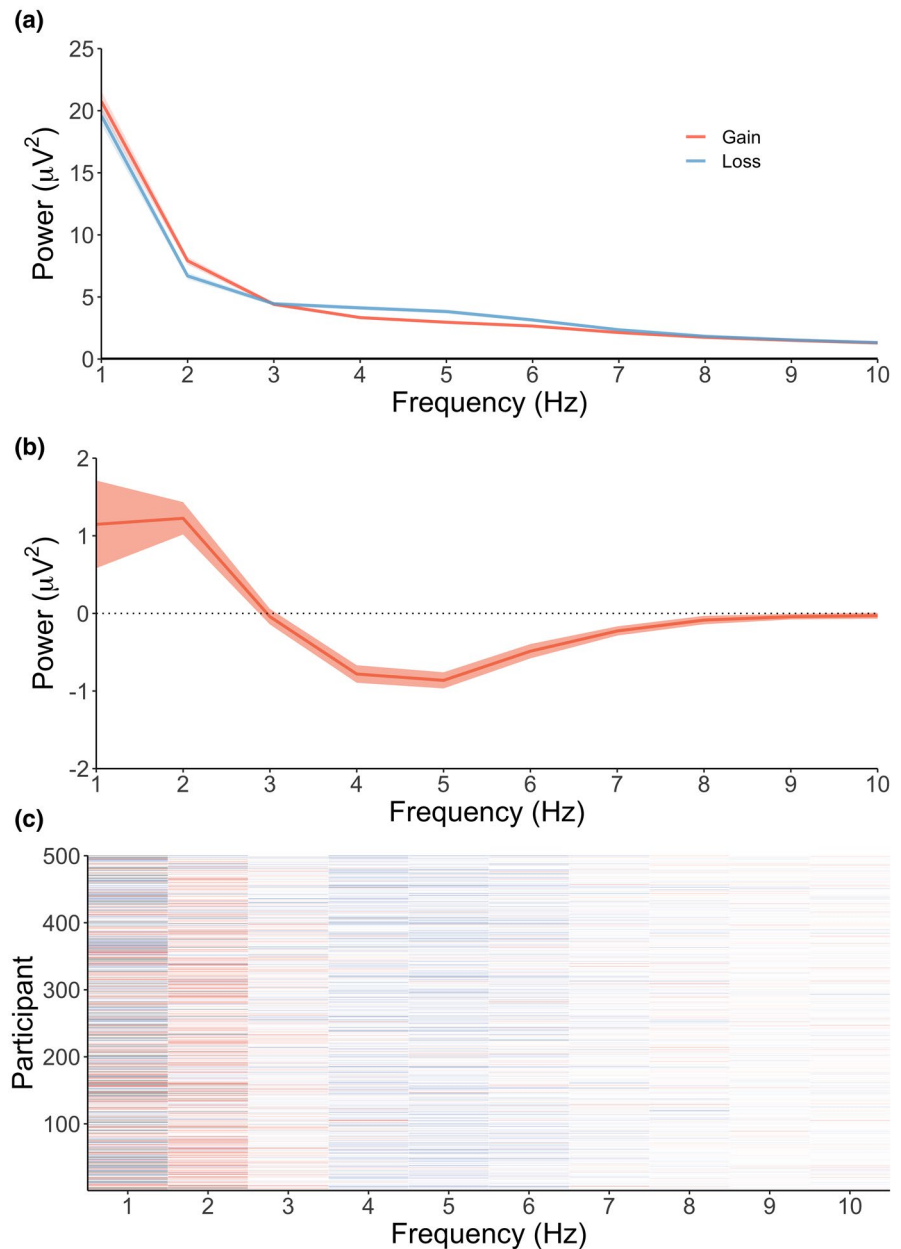 (a)
25
20
15
10
5
0
Power (μV²)
Gain
Loss
1 2 3 4 5 6 7 8 9 10
Frequency (Hz)
(b)
2
1
0
-1
-2
Power (μV²)
1 2 3 4 5 6 7 8 9 10
Frequency (Hz)
(c)
500
400
300
200
100
Participant
1 2 3 4 5 6 7 8 9 10
Frequency (Hz)